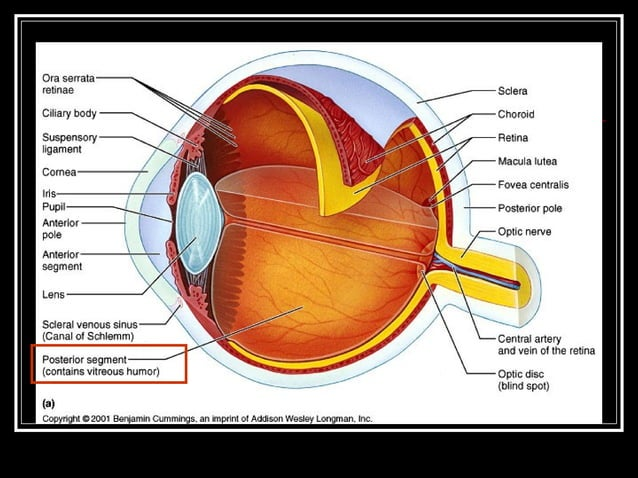 Ora serrata
retinae
Ciliary body
Suspensory
ligament
Cornea
Iris
Pupil
Anterior
pole
Anterior
segment
Lens
Scleral venous sinus
(Canal of Schlemm)
Posterior segment
(contains vitreous humor)
Sclera
Choroid
Retina
Macula lutea
Fovea centralis
Posterior pole
Optic nerve
Central artery
and vein of the retina
Optic disc
(blind spot)
(a)
Copyright © 2001 Benjamin Cummings, an imprint of Addison Wesley Longman, Inc.